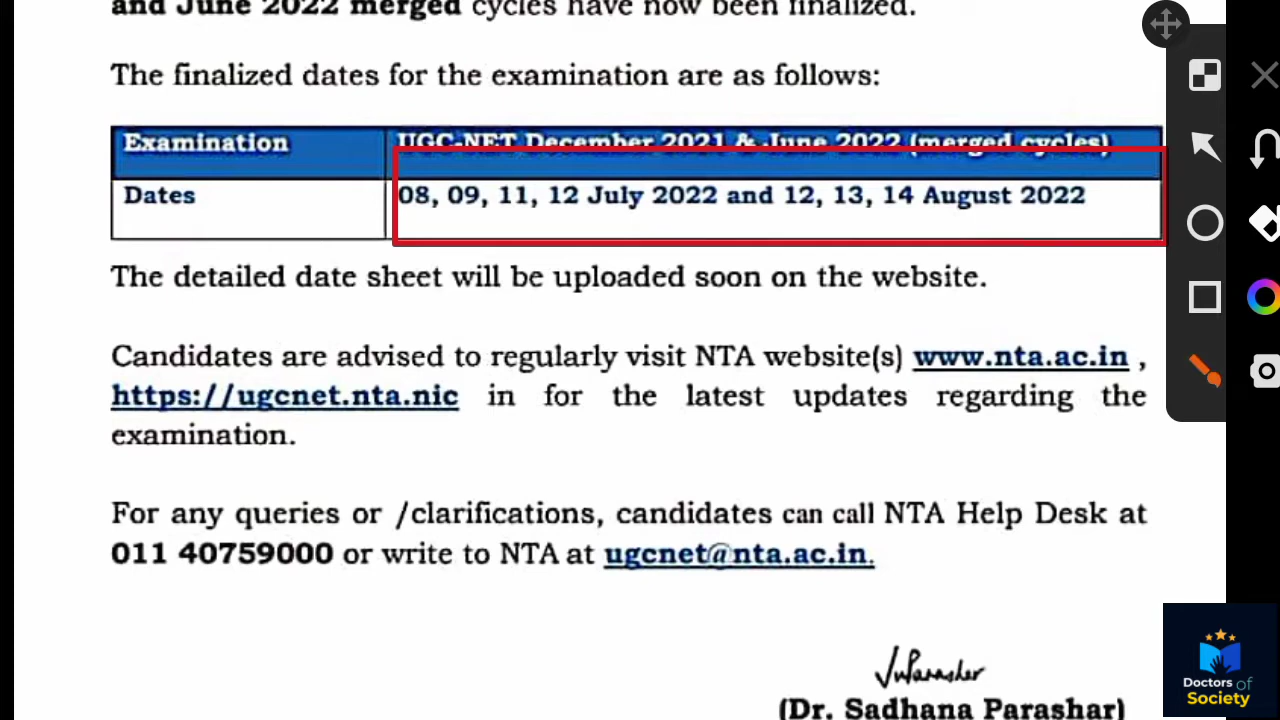 and June 2022 merged cycles have now been finalized.
The finalized dates for the examination are as follows:
Examination UGC-NET December 2021 & June 2022 (merged cycles)
Dates 08, 09, 11, 12 July 2022 and 12, 13, 14 August 2022
The detailed date sheet will be uploaded soon on the website.
Candidates are advised to regularly visit NTA website(s) www.nta.ac.in ,
https://ugcnet.nta.nic in for the latest updates regarding the
examination.
For any queries or /clarifications, candidates can call NTA Help Desk at
011 40759000 or write to NTA at ugcnet@nta.ac.in.
(Dr. Sadhana Parashar)
Doctors of
Society